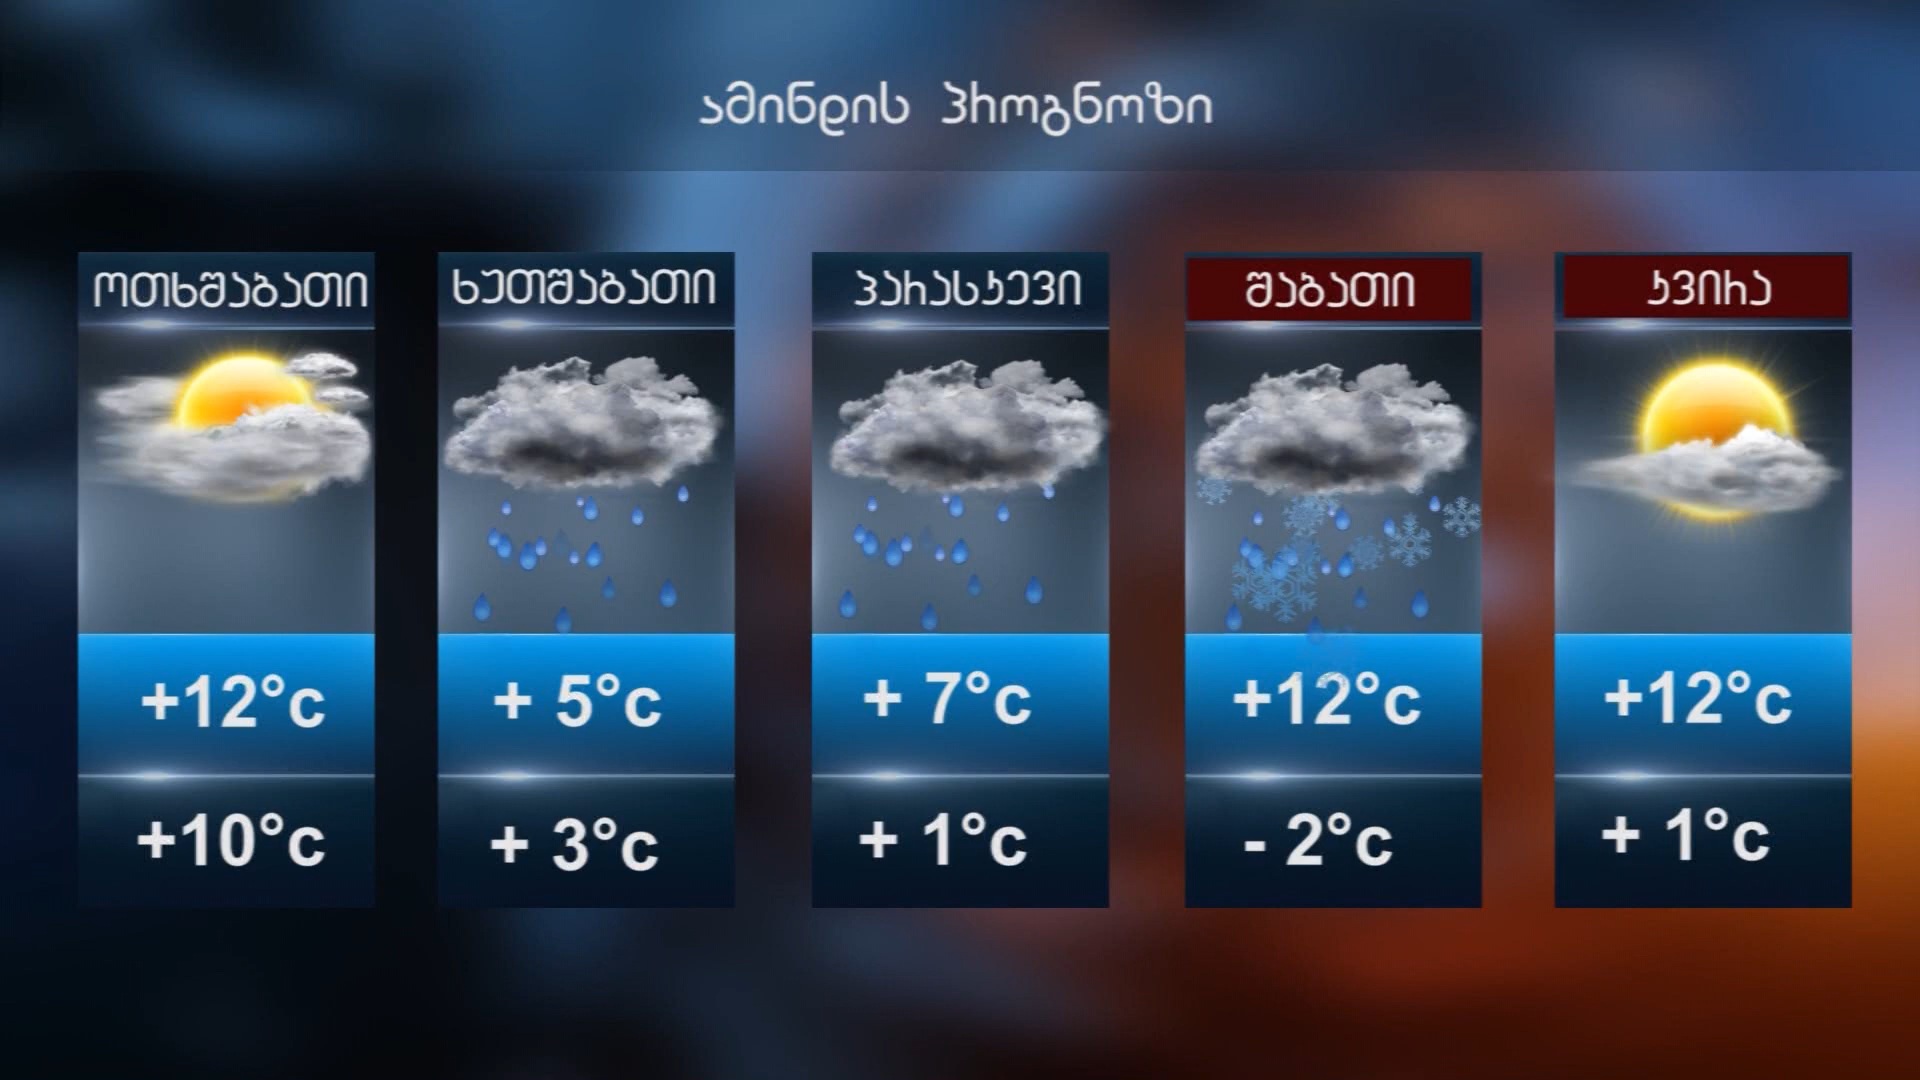 ამინდის პროგნოზი
ოთხშაბათი
+12°c
+10°c
ხუთშაბათი
+ 5°c
+ 3°c
პარასკევი
+ 7°c
+ 1°c
შაბათი
+12°c
- 2°c
კვირა
+12°c
+ 1°c